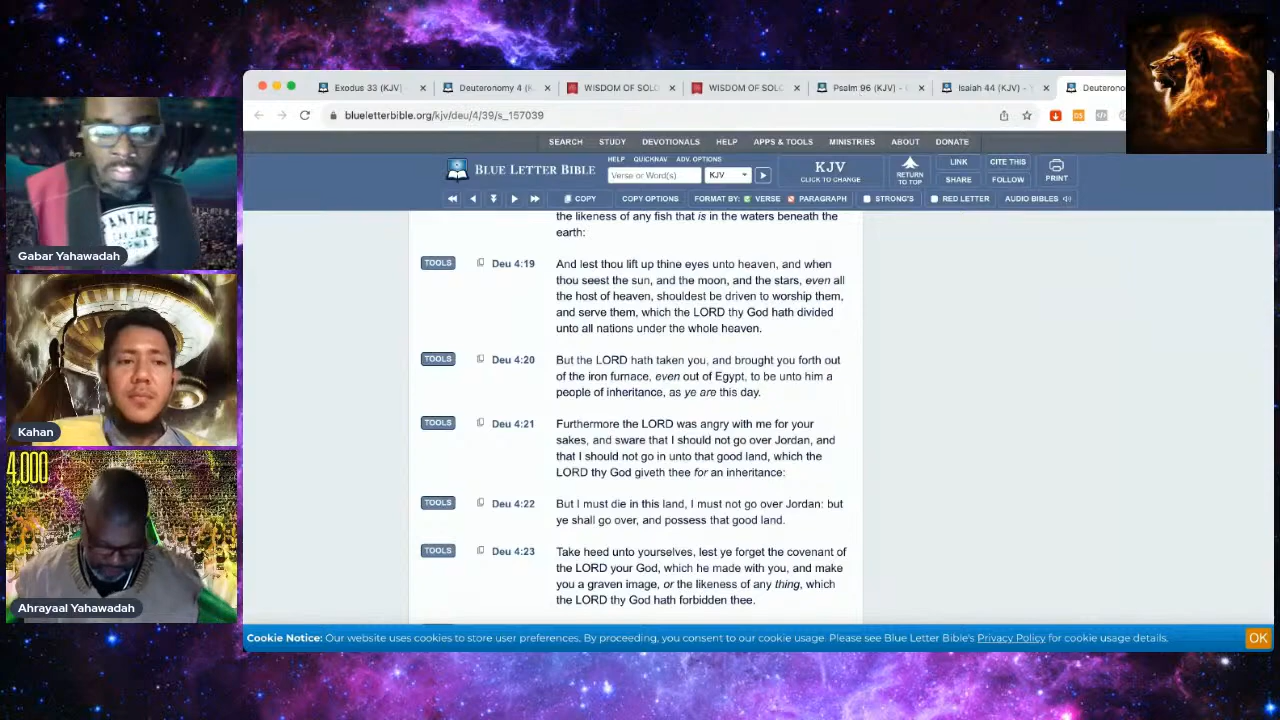 Exodus 33 (KJV)
Deuteronomy 4 (K
WISDOM OF SOLO
WISDOM OF SOLO
Psalm 96 (KJV) -
Isaiah 44 (KJV) -
Deuterono
blueletterbible.org/kjv/deu/4/39/s_157039
SEARCH STUDY DEVOTIONALS HELP APPS & TOOLS MINISTRIES ABOUT DONATE
BLUE LETTER BIBLE
HELP QUICKNAV ADV. OPTIONS
Verse or Word(s) KJV
KJV
CLICK TO CHANGE
RETURN
TO TOP
LINK CITE THIS
SHARE FOLLOW
PRINT
COPY COPY OPTIONS FORMAT BY: VERSE PARAGRAPH STRONG'S RED LETTER AUDIO BIBLES
the likeness of any fish that is in the waters beneath the
earth:
TOOLS Deu 4:19 And lest thou lift up thine eyes unto heaven, and when
thou seest the sun, and the moon, and the stars, even all
the host of heaven, shouldest be driven to worship them,
and serve them, which the LORD thy God hath divided
unto all nations under the whole heaven.
TOOLS Deu 4:20 But the LORD hath taken you, and brought you forth out
of the iron furnace, even out of Egypt, to be unto him a
people of inheritance, as ye are this day.
TOOLS Deu 4:21 Furthermore the LORD was angry with me for your
sakes, and sware that I should not go over Jordan, and
that I should not go in unto that good land, which the
LORD thy God giveth thee for an inheritance:
TOOLS Deu 4:22 But I must die in this land, I must not go over Jordan: but
ye shall go over, and possess that good land.
TOOLS Deu 4:23 Take heed unto yourselves, lest ye forget the covenant of
the LORD your God, which he made with you, and make
you a graven image, or the likeness of any thing, which
the LORD thy God hath forbidden thee.
Cookie Notice: Our website uses cookies to store user preferences. By proceeding, you consent to our cookie usage. Please see Blue Letter Bible's Privacy Policy for cookie usage details.
OK
Gabar Yahawadah
Kahan
4,000
Ahrayaal Yahawadah